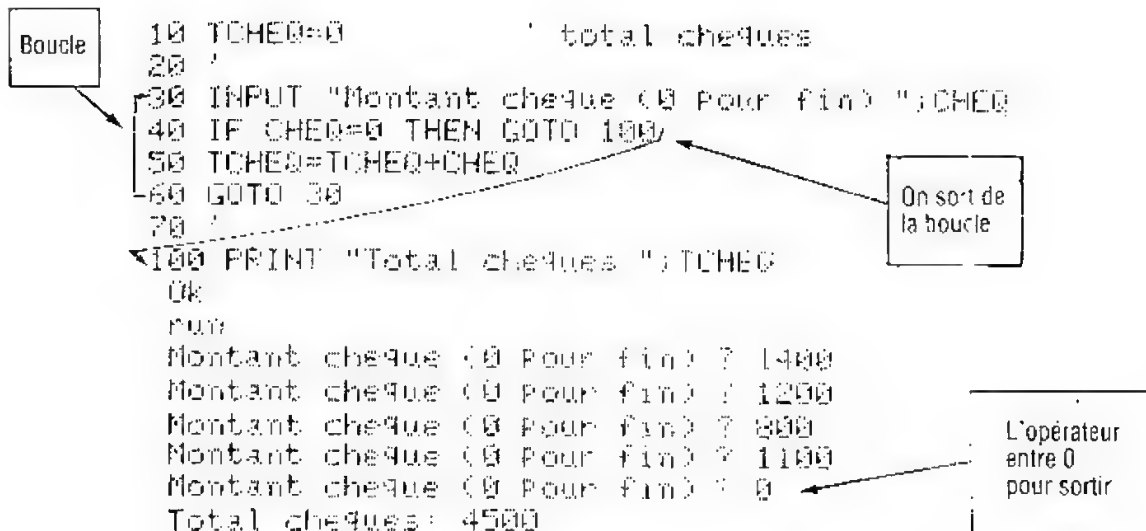 Boucle
10 TCHEQ=0 ' total cheques
20 '
30 INPUT "Montant cheque (0 Pour fin) ";CHEQ
40 IF CHEQ=0 THEN GOTO 100
50 TCHEQ=TCHEQ+CHEQ
60 GOTO 30
70 '
On sort de
la boucle
100 PRINT "Total cheques ";TCHEQ
Ok
run
Montant cheque (0 Pour fin) ? 1400
Montant cheque (0 Pour fin) ? 1200
Montant cheque (0 Pour fin) ? 800
Montant cheque (0 Pour fin) ? 1100
Montant cheque (0 Pour fin) ? 0
Total cheques: 4500
L'opérateur
entre 0
pour sortir